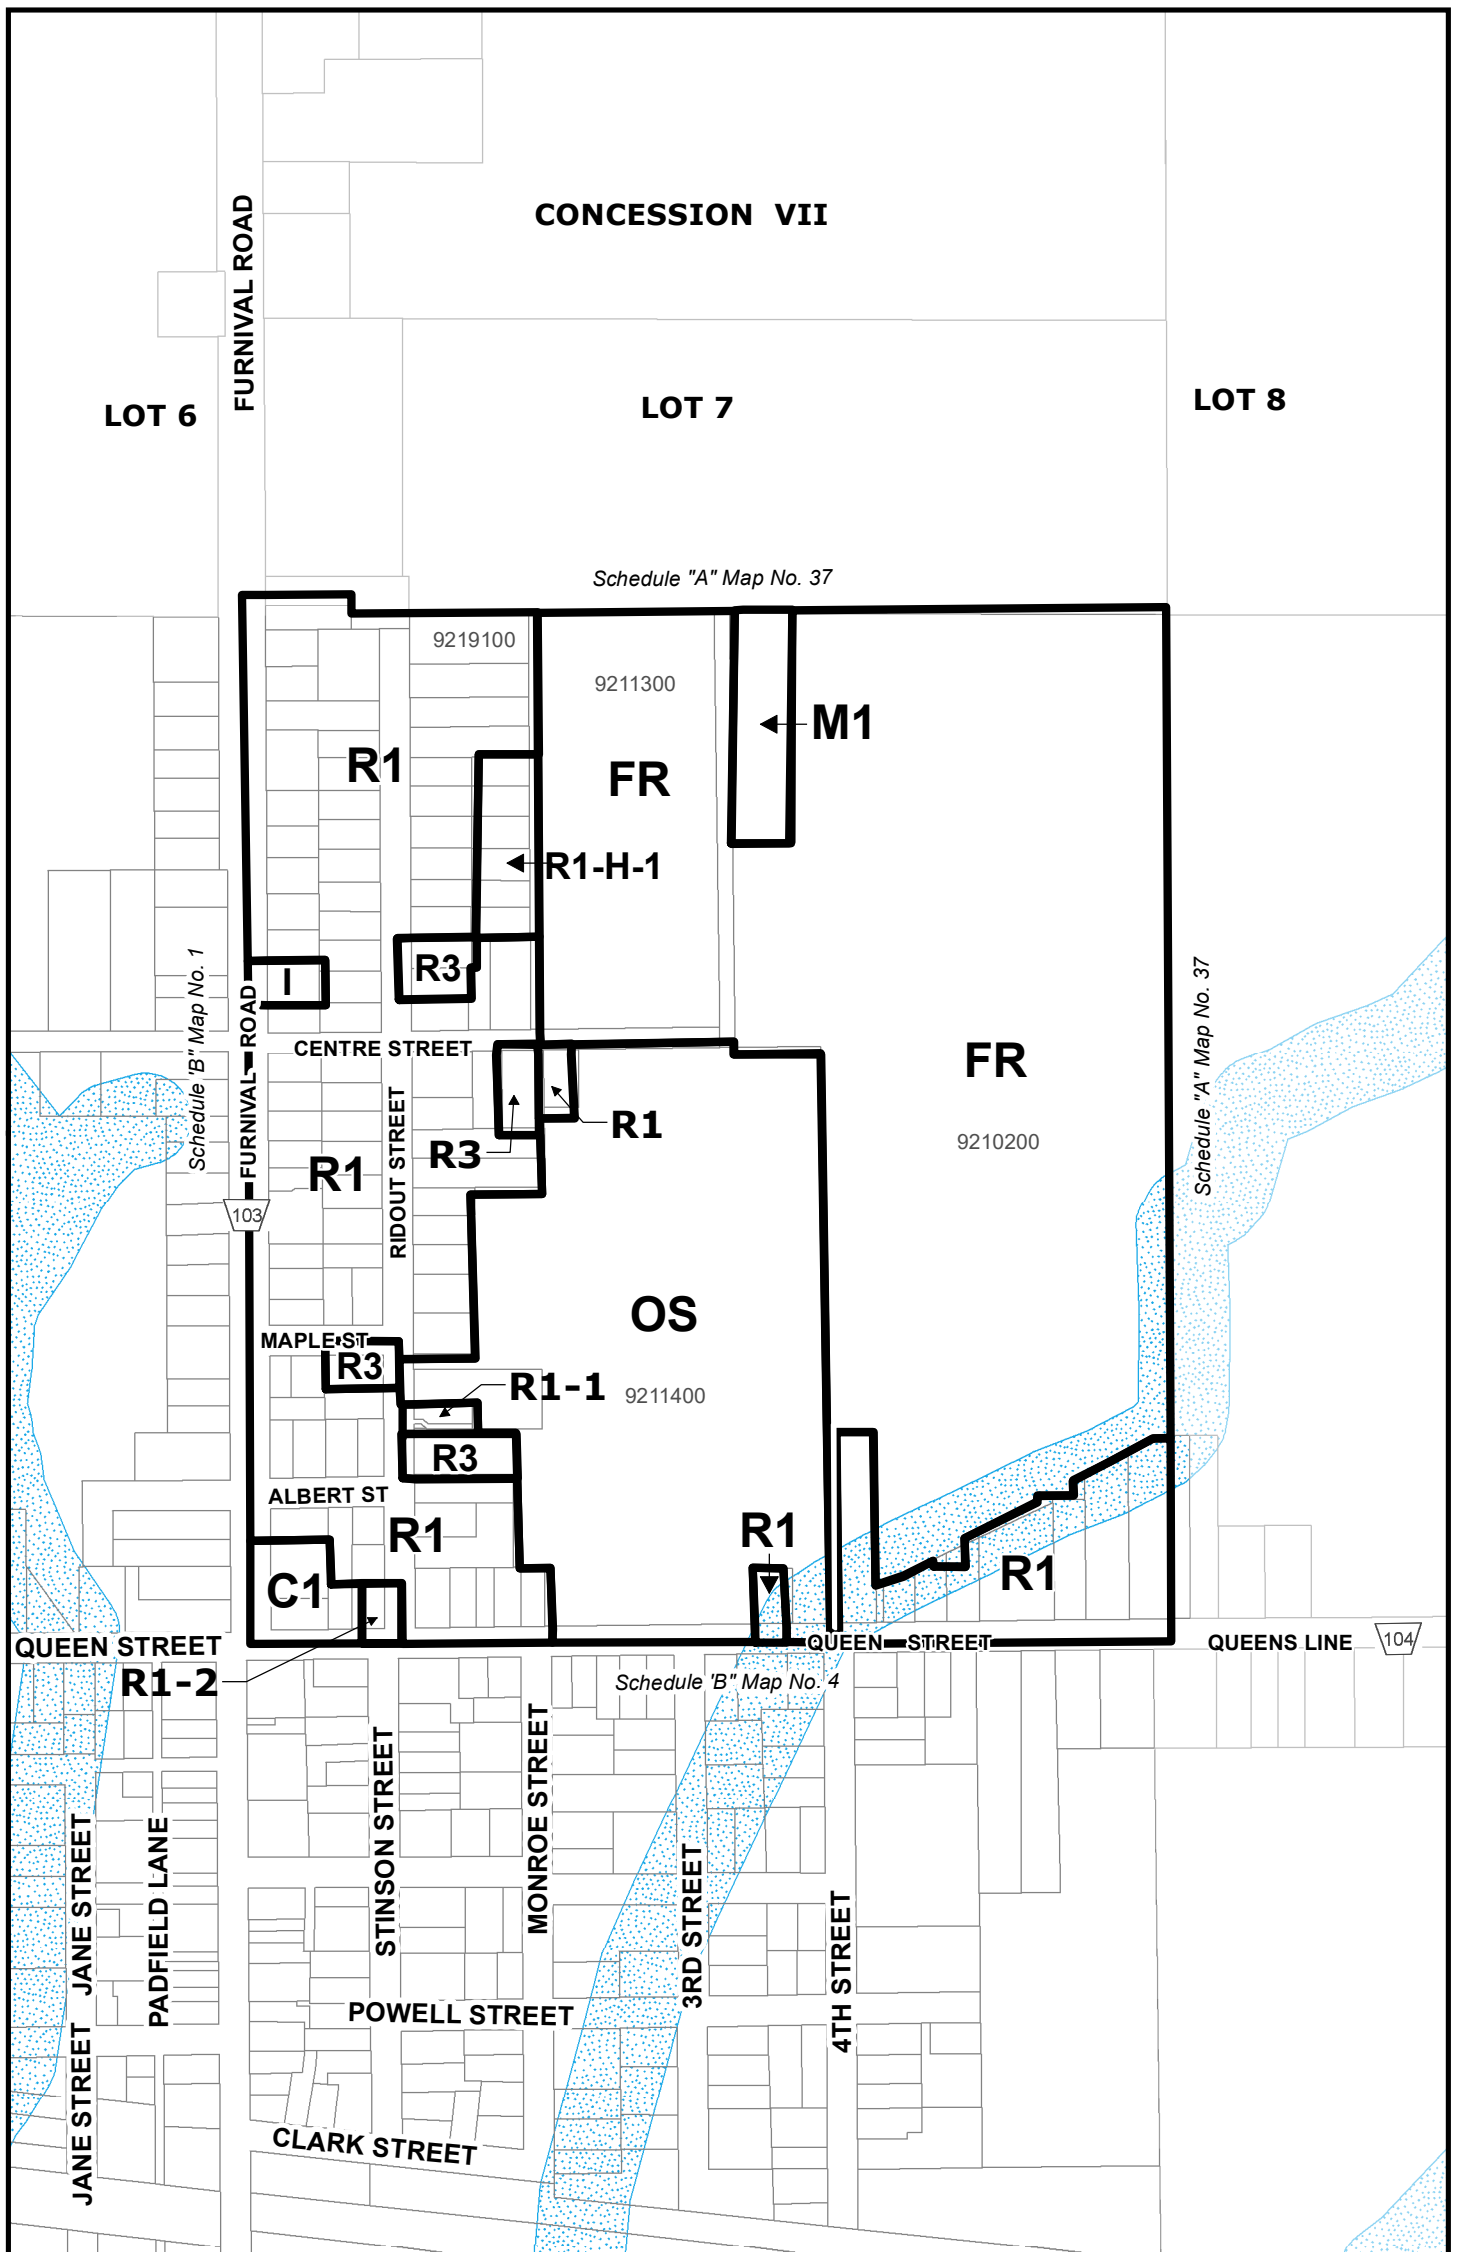 CONCESSION VII
FURNIVAL ROAD
LOT 6
LOT 7
LOT 8
Schedule "A" Map No. 37
9219100
9211300
M1
R1
FR
R1-H-1
R3
I
Schedule 'B" Map No. 1
FURNIVAL ROAD
CENTRE STREET
Schedule "A" Map No. 37
FR
9210200
R1
R3
RIDOUT STREET
R1
103
OS
MAPLE ST
R3
R1-1
9211400
R3
ALBERT ST
R1
R1
R1
C1
QUEEN STREET
QUEEN STREET
QUEENS LINE
104
R1-2
Schedule 'B" Map No. 4
STINSON STREET
MONROE STREET
JANE STREET
PADFIELD LANE
3RD STREET
4TH STREET
POWELL STREET
JANE STREET
CLARK STREET